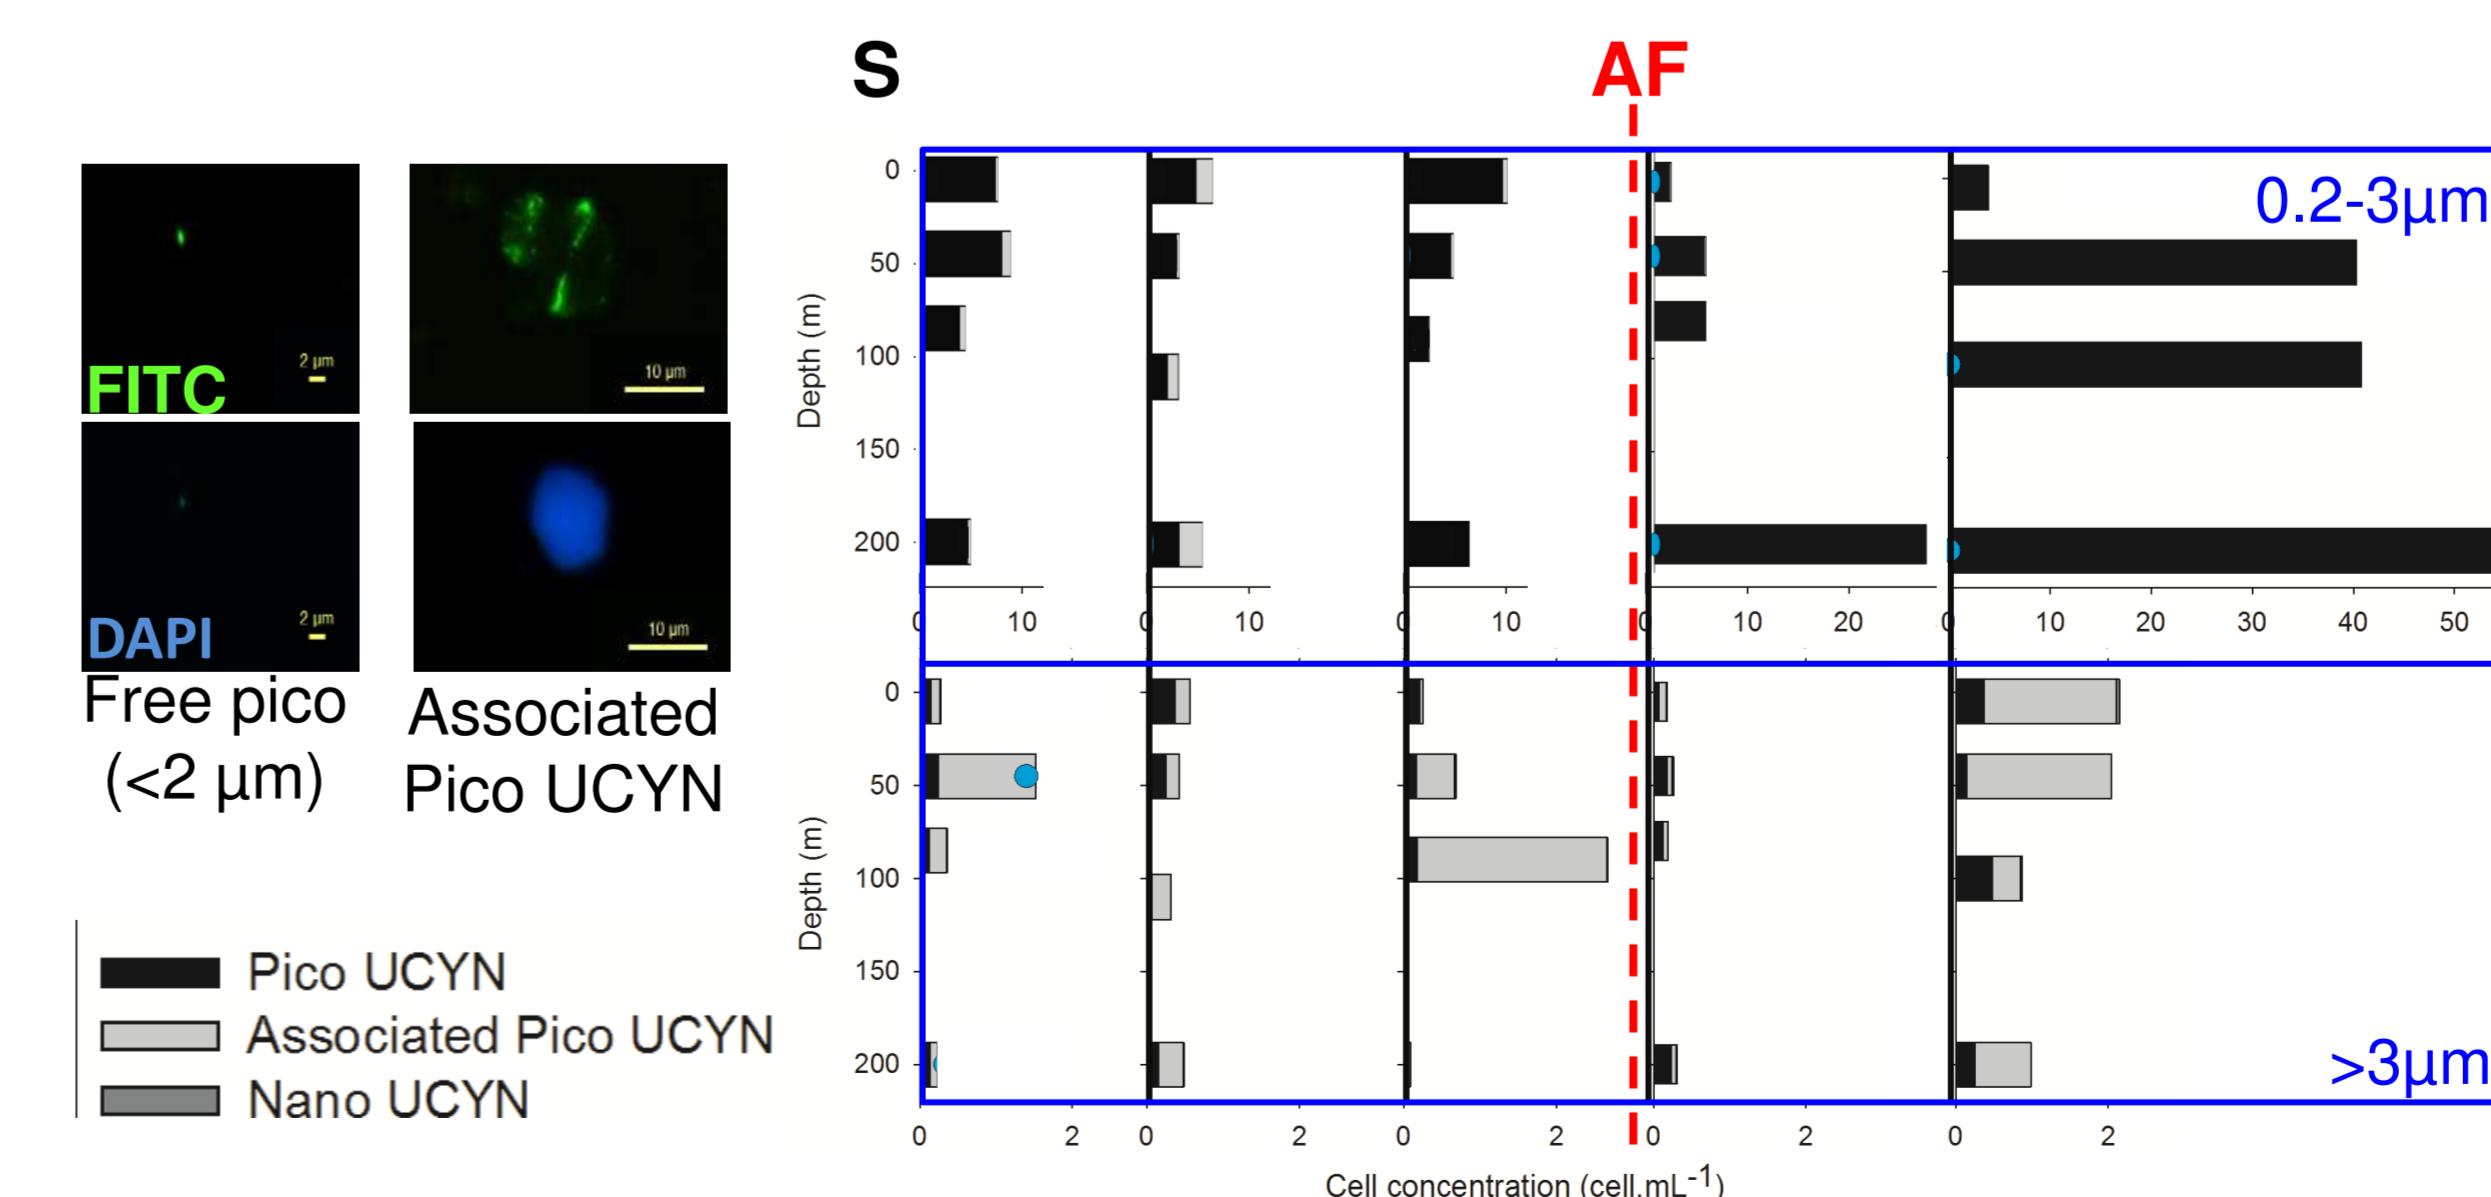 S
AF
FITC
2 µm
10 µm
DAPI
2 µm
10 µm
Free pico
(<2 µm)
Associated
Pico UCYN
Pico UCYN
Associated Pico UCYN
Nano UCYN
0.2-3µm
Depth (m)
0
50
100
150
200
0 10 0 10 0 10 0 10 20 0 10 20 30 40 50
>3µm
Depth (m)
0
50
100
150
200
0 2 0 2 0 2 0 2 0 2
Cell concentration (cell.mL-1)